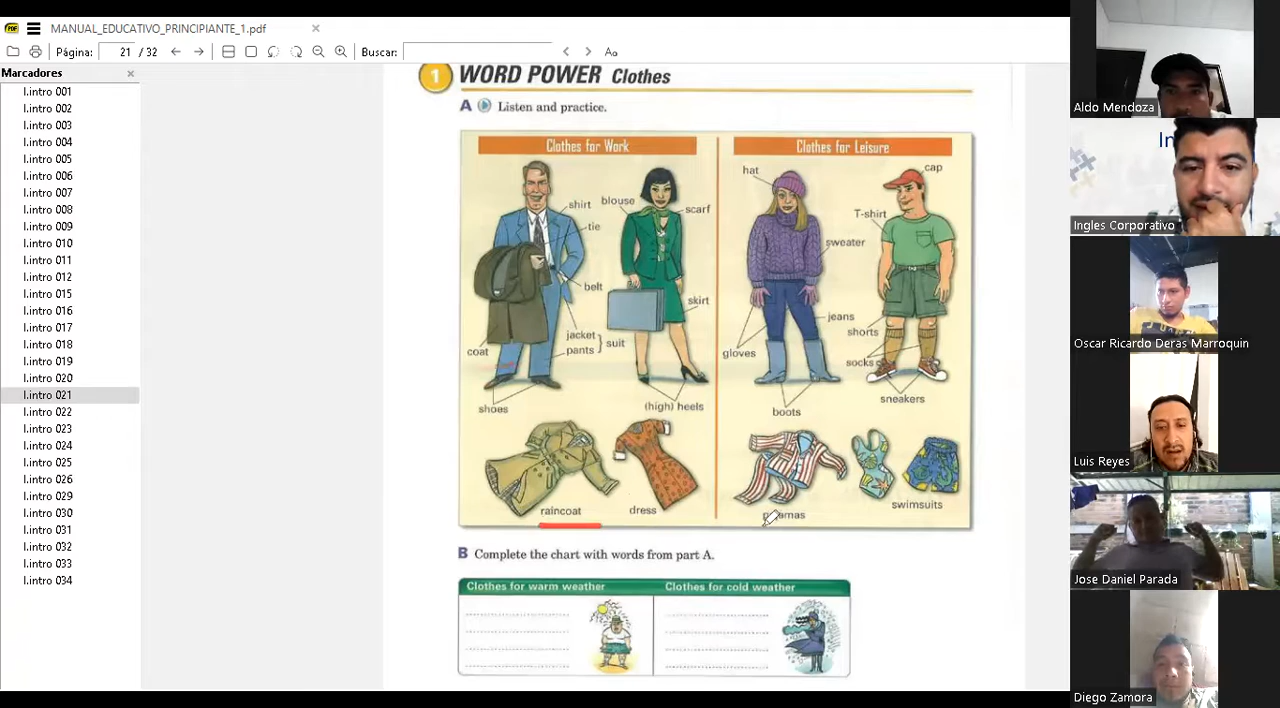 MANUAL_EDUCATIVO_PRINCIPIANTE_1.pdf
Página: 21 / 32
Buscar:
Aa
Marcadores
I.intro 001
I.intro 002
I.intro 003
I.intro 004
I.intro 005
I.intro 006
I.intro 007
I.intro 008
I.intro 009
I.intro 010
I.intro 011
I.intro 012
I.intro 015
I.intro 016
I.intro 017
I.intro 018
I.intro 019
I.intro 020
I.intro 021
I.intro 022
I.intro 023
I.intro 024
I.intro 025
I.intro 026
I.intro 029
I.intro 030
I.intro 031
I.intro 032
I.intro 033
I.intro 034
1 WORD POWER Clothes
A Listen and practice.
Clothes for Work
shirt
blouse
scarf
tie
belt
skirt
jacket
pants
suit
coat
shoes
(high) heels
raincoat
dress
Clothes for Leisure
hat
cap
T-shirt
sweater
jeans
shorts
gloves
socks
sneakers
boots
swimsuits
B Complete the chart with words from part A.
Clothes for warm weather
Clothes for cold weather
Aldo Mendoza
In
Ingles Corporativo
Oscar Ricardo Deras Marroquin
Luis Reyes
Jose Daniel Parada
Diego Zamora